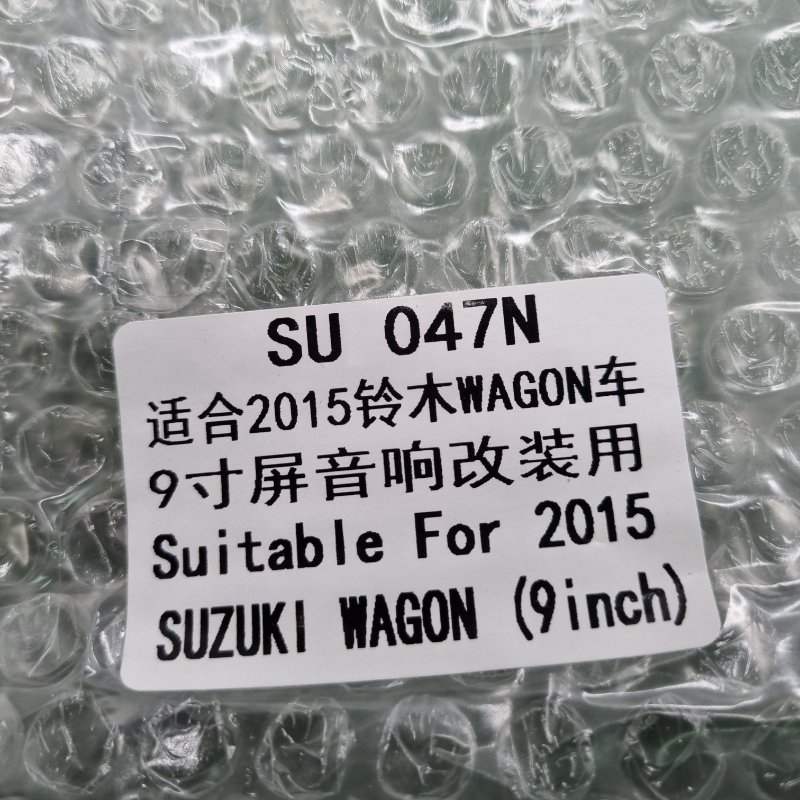 SU 047N
适合2015铃木WAGON车
9寸屏音响改装用
Suitable For 2015
SUZUKI WAGON (9inch)